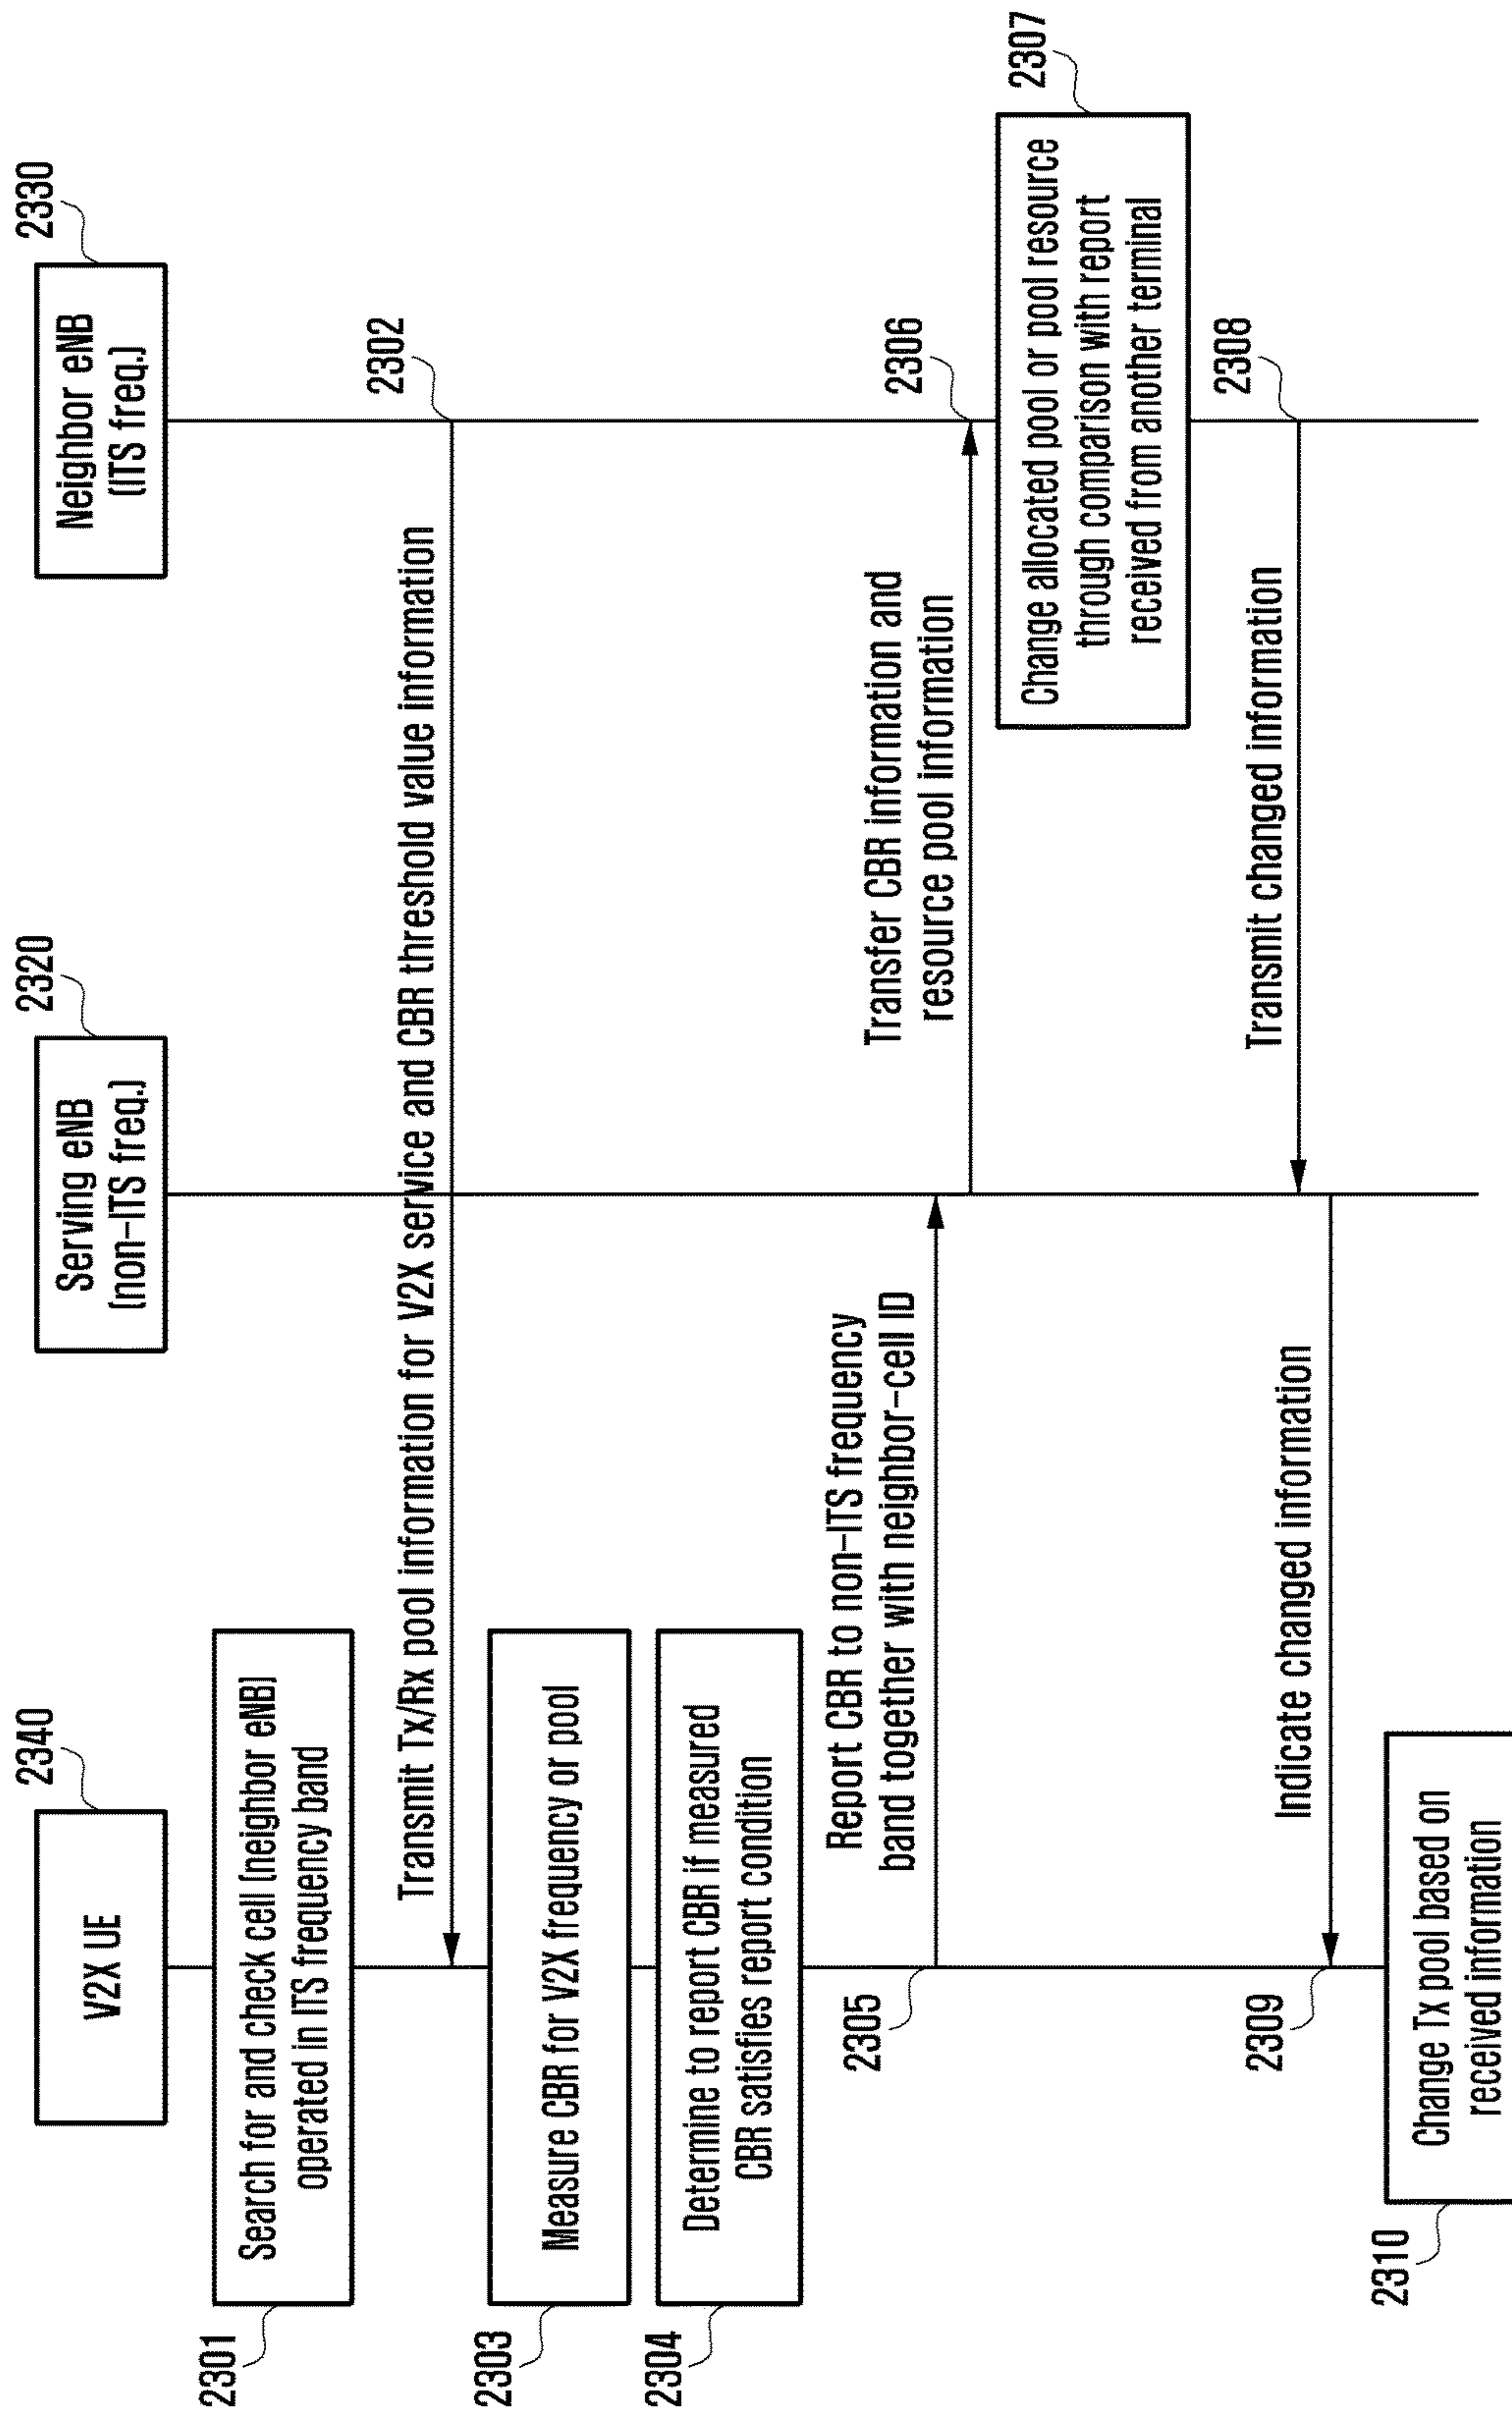 2340
V2X UE
2320
Serving eNB
(non-ITS freq.)
2330
Neighbor eNB
(ITS freq.)
2301
Search for and check cell (neighbor eNB)
operated in ITS frequency band
2302
Transmit Tx/Rx pool information for V2X service and CBR threshold value information
2303
Measure CBR for V2X frequency or pool
2304
Determine to report CBR if measured
CBR satisfies report condition
2305
Report CBR to non-ITS frequency
band together with neighbor-cell ID
2306
Transfer CBR information and
resource pool information
2307
Change allocated pool or pool resource
through comparison with report
received from another terminal
2308
Transmit changed information
2309
Indicate changed information
2310
Change Tx pool based on
received information